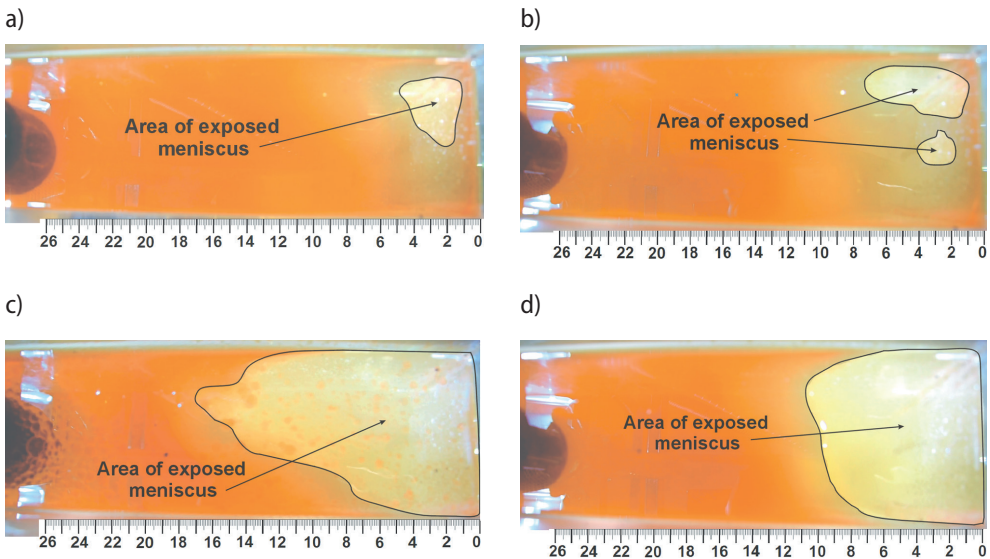 a)
Area of exposed
meniscus
26 24 22 20 18 16 14 12 10 8 6 4 2 0
b)
Area of exposed
meniscus
26 24 22 6 18 16 14 12 10 8 6 4 2 0
c)
Area of exposed
meniscus
26 24 22 20 18 16 14 12 10 8 6 4 2 0
d)
Area of exposed
meniscus
26 24 22 20 18 16 14 12 10 4 2 0